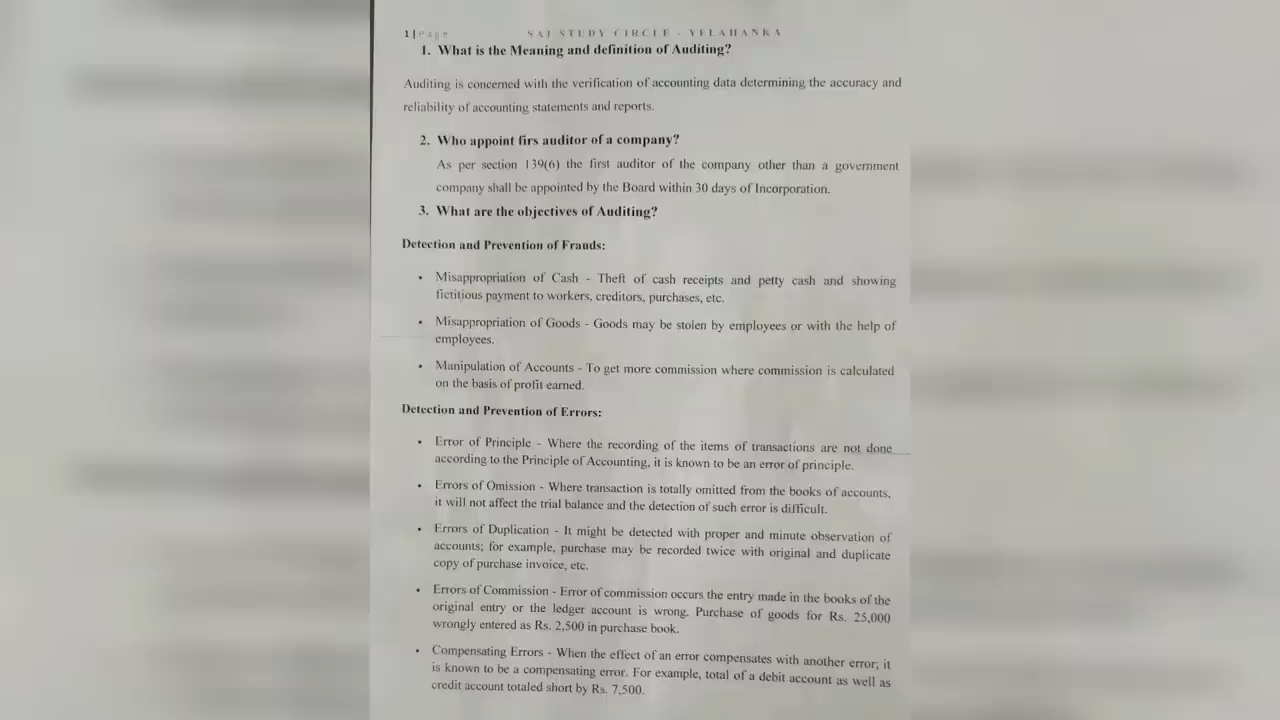 1 | Page SAI STUDY CIRCLE - YELAHANKA
1. What is the Meaning and definition of Auditing?
Auditing is concerned with the verification of accounting data determining the accuracy and
reliability of accounting statements and reports.
2. Who appoint firs auditor of a company?
As per section 139(6) the first auditor of the company other than a government
company shall be appointed by the Board within 30 days of Incorporation.
3. What are the objectives of Auditing?
Detection and Prevention of Frauds:
• Misappropriation of Cash - Theft of cash receipts and petty cash and showing
fictitious payment to workers, creditors, purchases, etc.
• Misappropriation of Goods - Goods may be stolen by employees or with the help of
employees.
• Manipulation of Accounts - To get more commission where commission is calculated
on the basis of profit earned.
Detection and Prevention of Errors:
• Error of Principle - Where the recording of the items of transactions are not done
according to the Principle of Accounting, it is known to be an error of principle.
• Errors of Omission - Where transaction is totally omitted from the books of accounts,
it will not affect the trial balance and the detection of such error is difficult.
• Errors of Duplication - It might be detected with proper and minute observation of
accounts; for example, purchase may be recorded twice with original and duplicate
copy of purchase invoice, etc.
• Errors of Commission - Error of commission occurs the entry made in the books of the
original entry or the ledger account is wrong. Purchase of goods for Rs. 25,000
wrongly entered as Rs. 2,500 in purchase book.
• Compensating Errors - When the effect of an error compensates with another error; it
is known to be a compensating error. For example, total of a debit account as well as
credit account totaled short by Rs. 7,500.